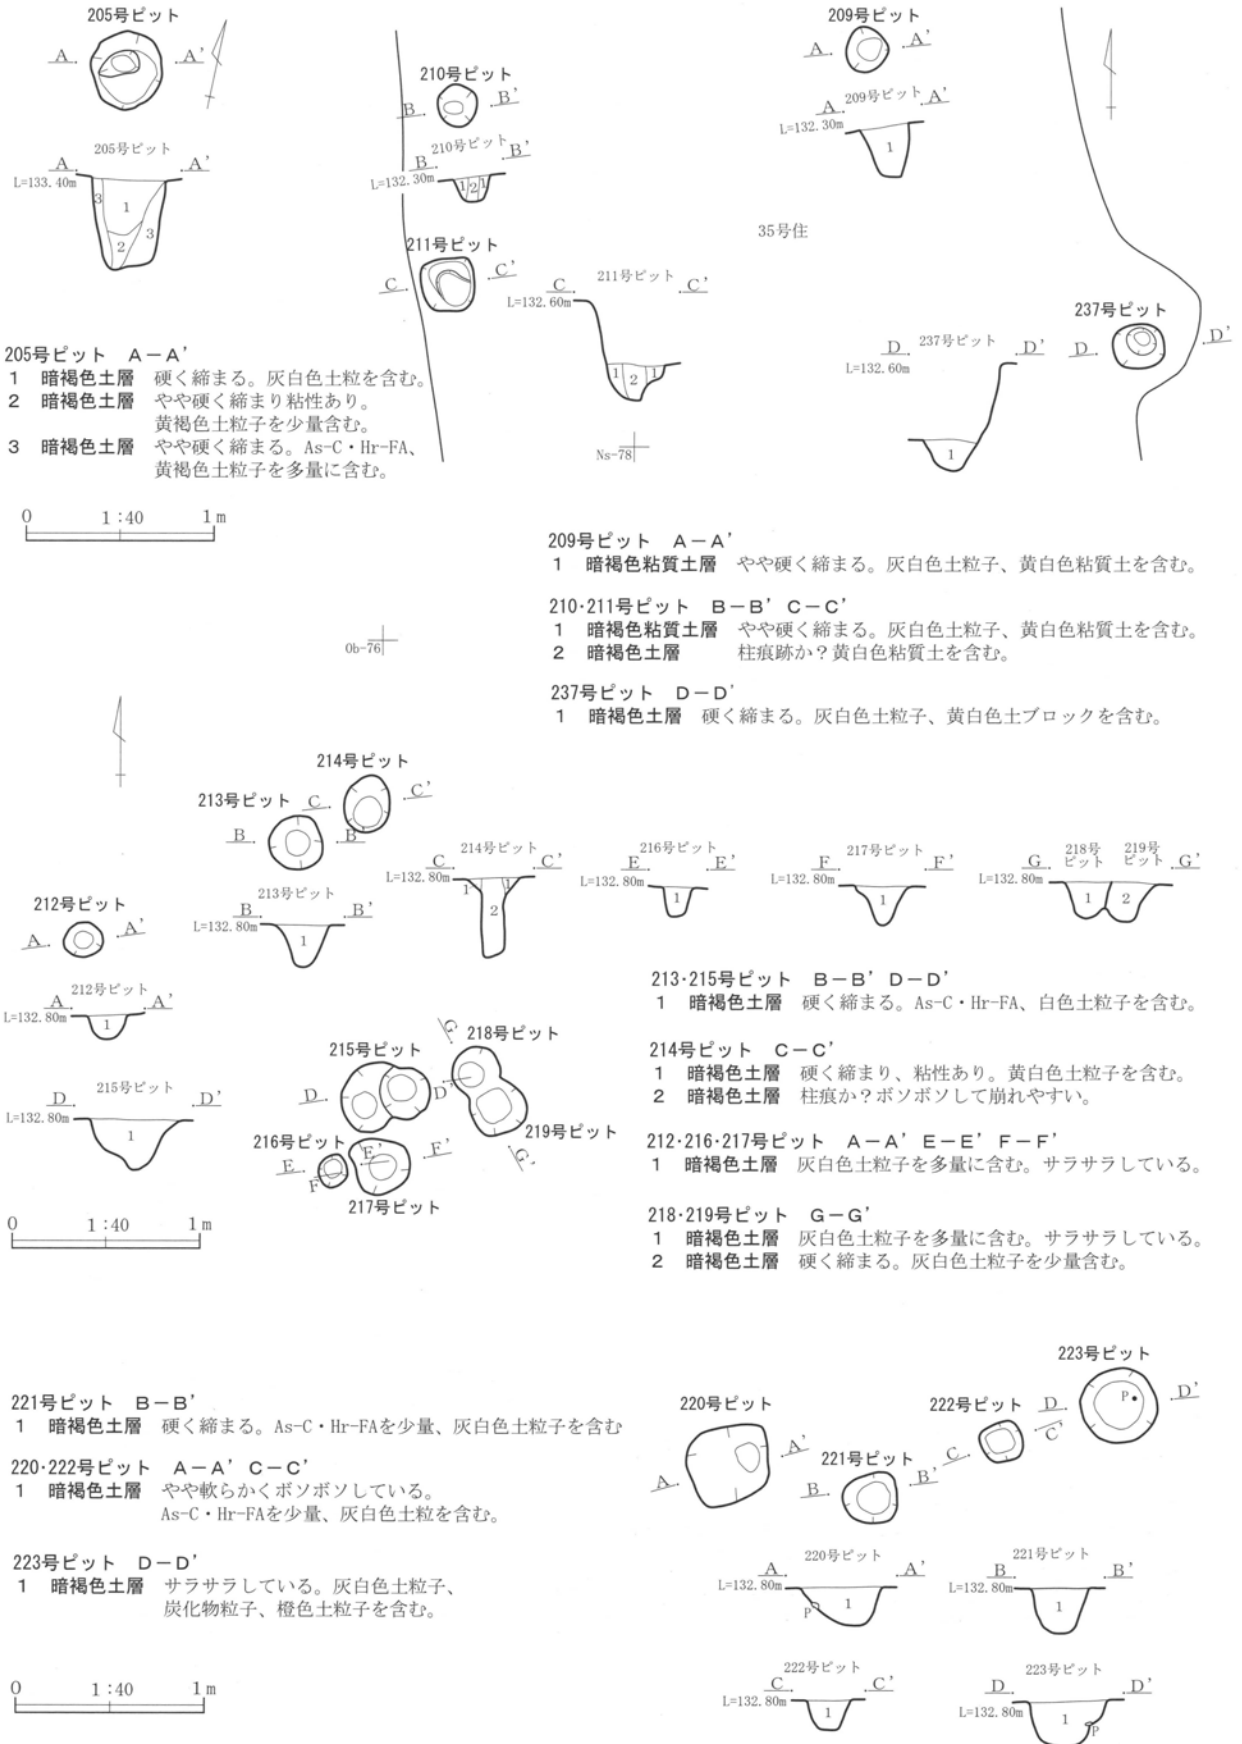 205号ピット
A A'
205号ピット
A A'
L=133.40m
3 1 3
2
210号ピット
B B'
210号ピット
B B'
L=132.30m
1 2 1
211号ピット
C C'
211号ピット
C C'
L=132.60m
1 2 1
209号ピット
A A'
209号ピット
A A'
L=132.30m
1
35号住
237号ピット
D D'
237号ピット
D D'
L=132.60m
1
Ns-78
205号ピット A-A'
1 暗褐色土層 硬く締まる。灰白色土粒を含む。
2 暗褐色土層 やや硬く締まり粘性あり。
黄褐色土粒子を少量含む。
3 暗褐色土層 やや硬く締まる。As-C・Hr-FA、
黄褐色土粒子を多量に含む。
0 1:40 1m
209号ピット A-A'
1 暗褐色粘質土層 やや硬く締まる。灰白色土粒子、黄白色粘質土を含む。
210・211号ピット B-B' C-C'
1 暗褐色粘質土層 やや硬く締まる。灰白色土粒子、黄白色粘質土を含む。
2 暗褐色土層 柱痕跡か？黄白色粘質土を含む。
237号ピット D-D'
1 暗褐色土層 硬く締まる。灰白色土粒子、黄白色土ブロックを含む。
0b-76
214号ピット
C C'
213号ピット
B B'
212号ピット
A A'
212号ピット
A A'
L=132.80m
1
213号ピット
B B'
L=132.80m
1
214号ピット
C C'
L=132.80m
1 1
2
216号ピット
E E'
L=132.80m
1
217号ピット
F F'
L=132.80m
1
218号ピット 219号ピット
G G'
L=132.80m
1 2
215号ピット
D D'
L=132.80m
1
215号ピット
D D'
218号ピット
G
219号ピット
G'
216号ピット
E E'
F F'
217号ピット
0 1:40 1m
213・215号ピット B-B' D-D'
1 暗褐色土層 硬く締まる。As-C・Hr-FA、白色土粒子を含む。
214号ピット C-C'
1 暗褐色土層 硬く締まり、粘性あり。黄白色土粒子を含む。
2 暗褐色土層 柱痕か？ボソボソして崩れやすい。
212・216・217号ピット A-A' E-E' F-F'
1 暗褐色土層 灰白色土粒子を多量に含む。サラサラしている。
218・219号ピット G-G'
1 暗褐色土層 灰白色土粒子を多量に含む。サラサラしている。
2 暗褐色土層 硬く締まる。灰白色土粒子を少量含む。
221号ピット B-B'
1 暗褐色土層 硬く締まる。As-C・Hr-FAを少量、灰白色土粒子を含む
220・222号ピット A-A' C-C'
1 暗褐色土層 やや軟らかくボソボソしている。
As-C・Hr-FAを少量、灰白色土粒を含む。
223号ピット D-D'
1 暗褐色土層 サラサラしている。灰白色土粒子、
炭化物粒子、橙色土粒子を含む。
0 1:40 1m
220号ピット
A A'
221号ピット
B B'
222号ピット
C C'
223号ピット
D D'
P
220号ピット
A A'
L=132.80m
P 1
221号ピット
B B'
L=132.80m
1
222号ピット
C C'
L=132.80m
1
223号ピット
D D'
L=132.80m
1 P